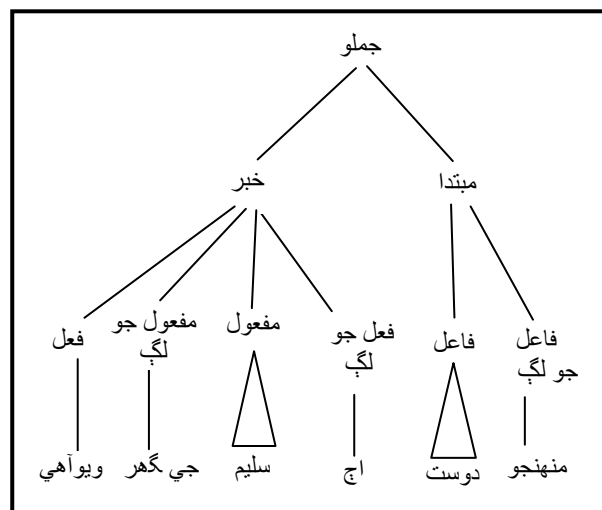 جملو
مبتدا
خبر
فاعل جو لڳ
فاعل
فعل جو لڳ
مفعول
مفعول جو لڳ
فعل
منهنجو
دوست
اڄ
سليم
جي گهر
ويوآهي